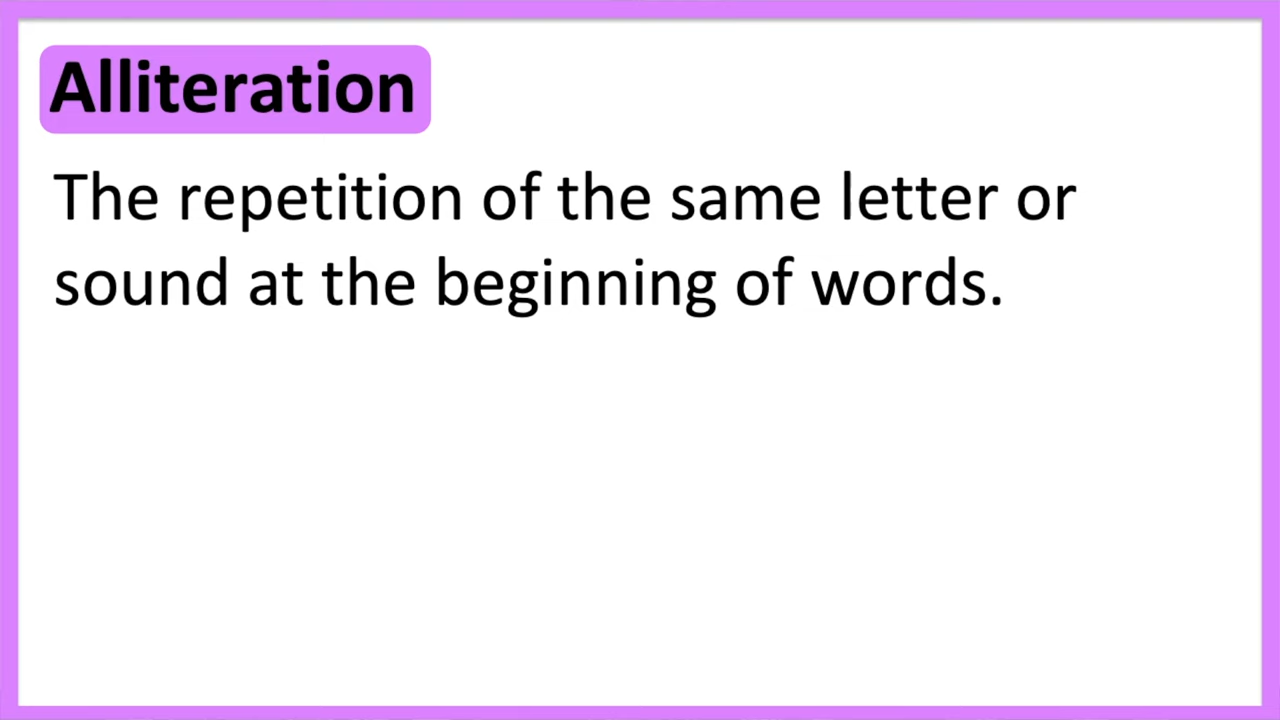 Alliteration
The repetition of the same letter or
sound at the beginning of words.